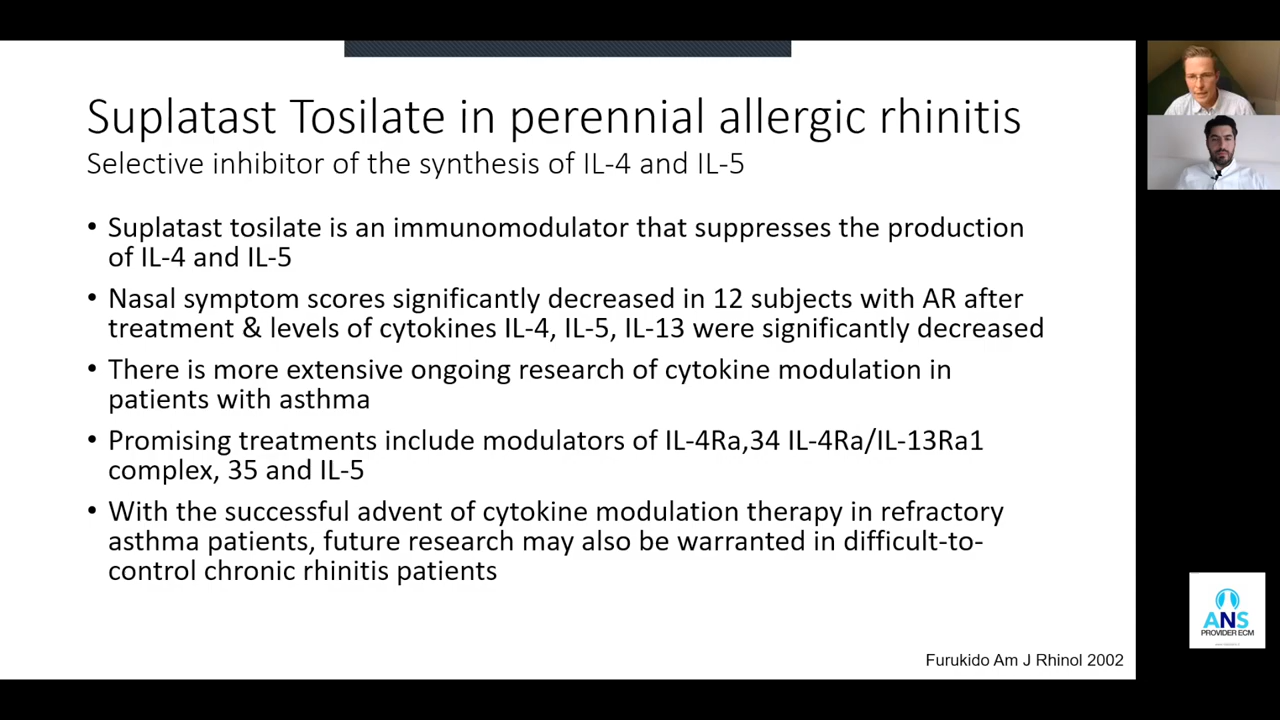 Suplatast Tosilate in perennial allergic rhinitis
Selective inhibitor of the synthesis of IL-4 and IL-5
• Suplatast tosilate is an immunomodulator that suppresses the production
of IL-4 and IL-5
• Nasal symptom scores significantly decreased in 12 subjects with AR after
treatment & levels of cytokines IL-4, IL-5, IL-13 were significantly decreased
• There is more extensive ongoing research of cytokine modulation in
patients with asthma
• Promising treatments include modulators of IL-4Ra,34 IL-4Ra/IL-13Ra1
complex, 35 and IL-5
• With the successful advent of cytokine modulation therapy in refractory
asthma patients, future research may also be warranted in difficult-to-
control chronic rhinitis patients
Furukido Am J Rhinol 2002
ANS
PROVIDER ECM